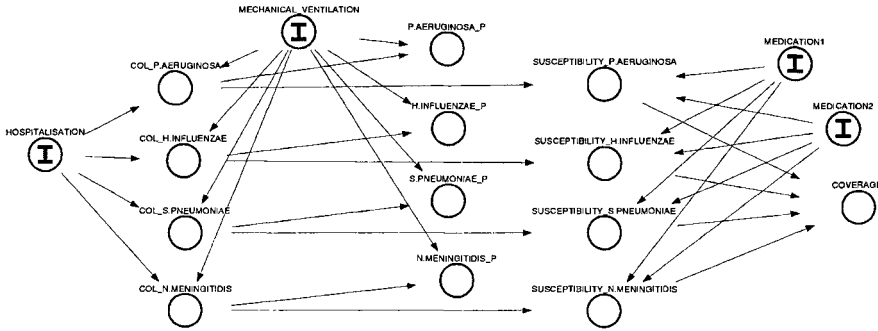 MECHANICAL_VENTILATION
P.AERUGINOSA_P
MEDICATION1
COL_P.AERUGINOSA
SUSCEPTIBILITY_P.AERUGINOSA
I
I
H.INFLUENZAE_P
MEDICATION2
HOSPITALISATION
COL_H.INFLUENZAE
SUSCEPTIBILITY_H.INFLUENZAE
I
I
S.PNEUMONIAE_P
COVERAGE
COL_S.PNEUMONIAE
SUSCEPTIBILITY_S.PNEUMONIAE
N.MENINGITIDIS_P
COL_N.MENINGITIDIS
SUSCEPTIBILITY_N.MENINGITIDIS